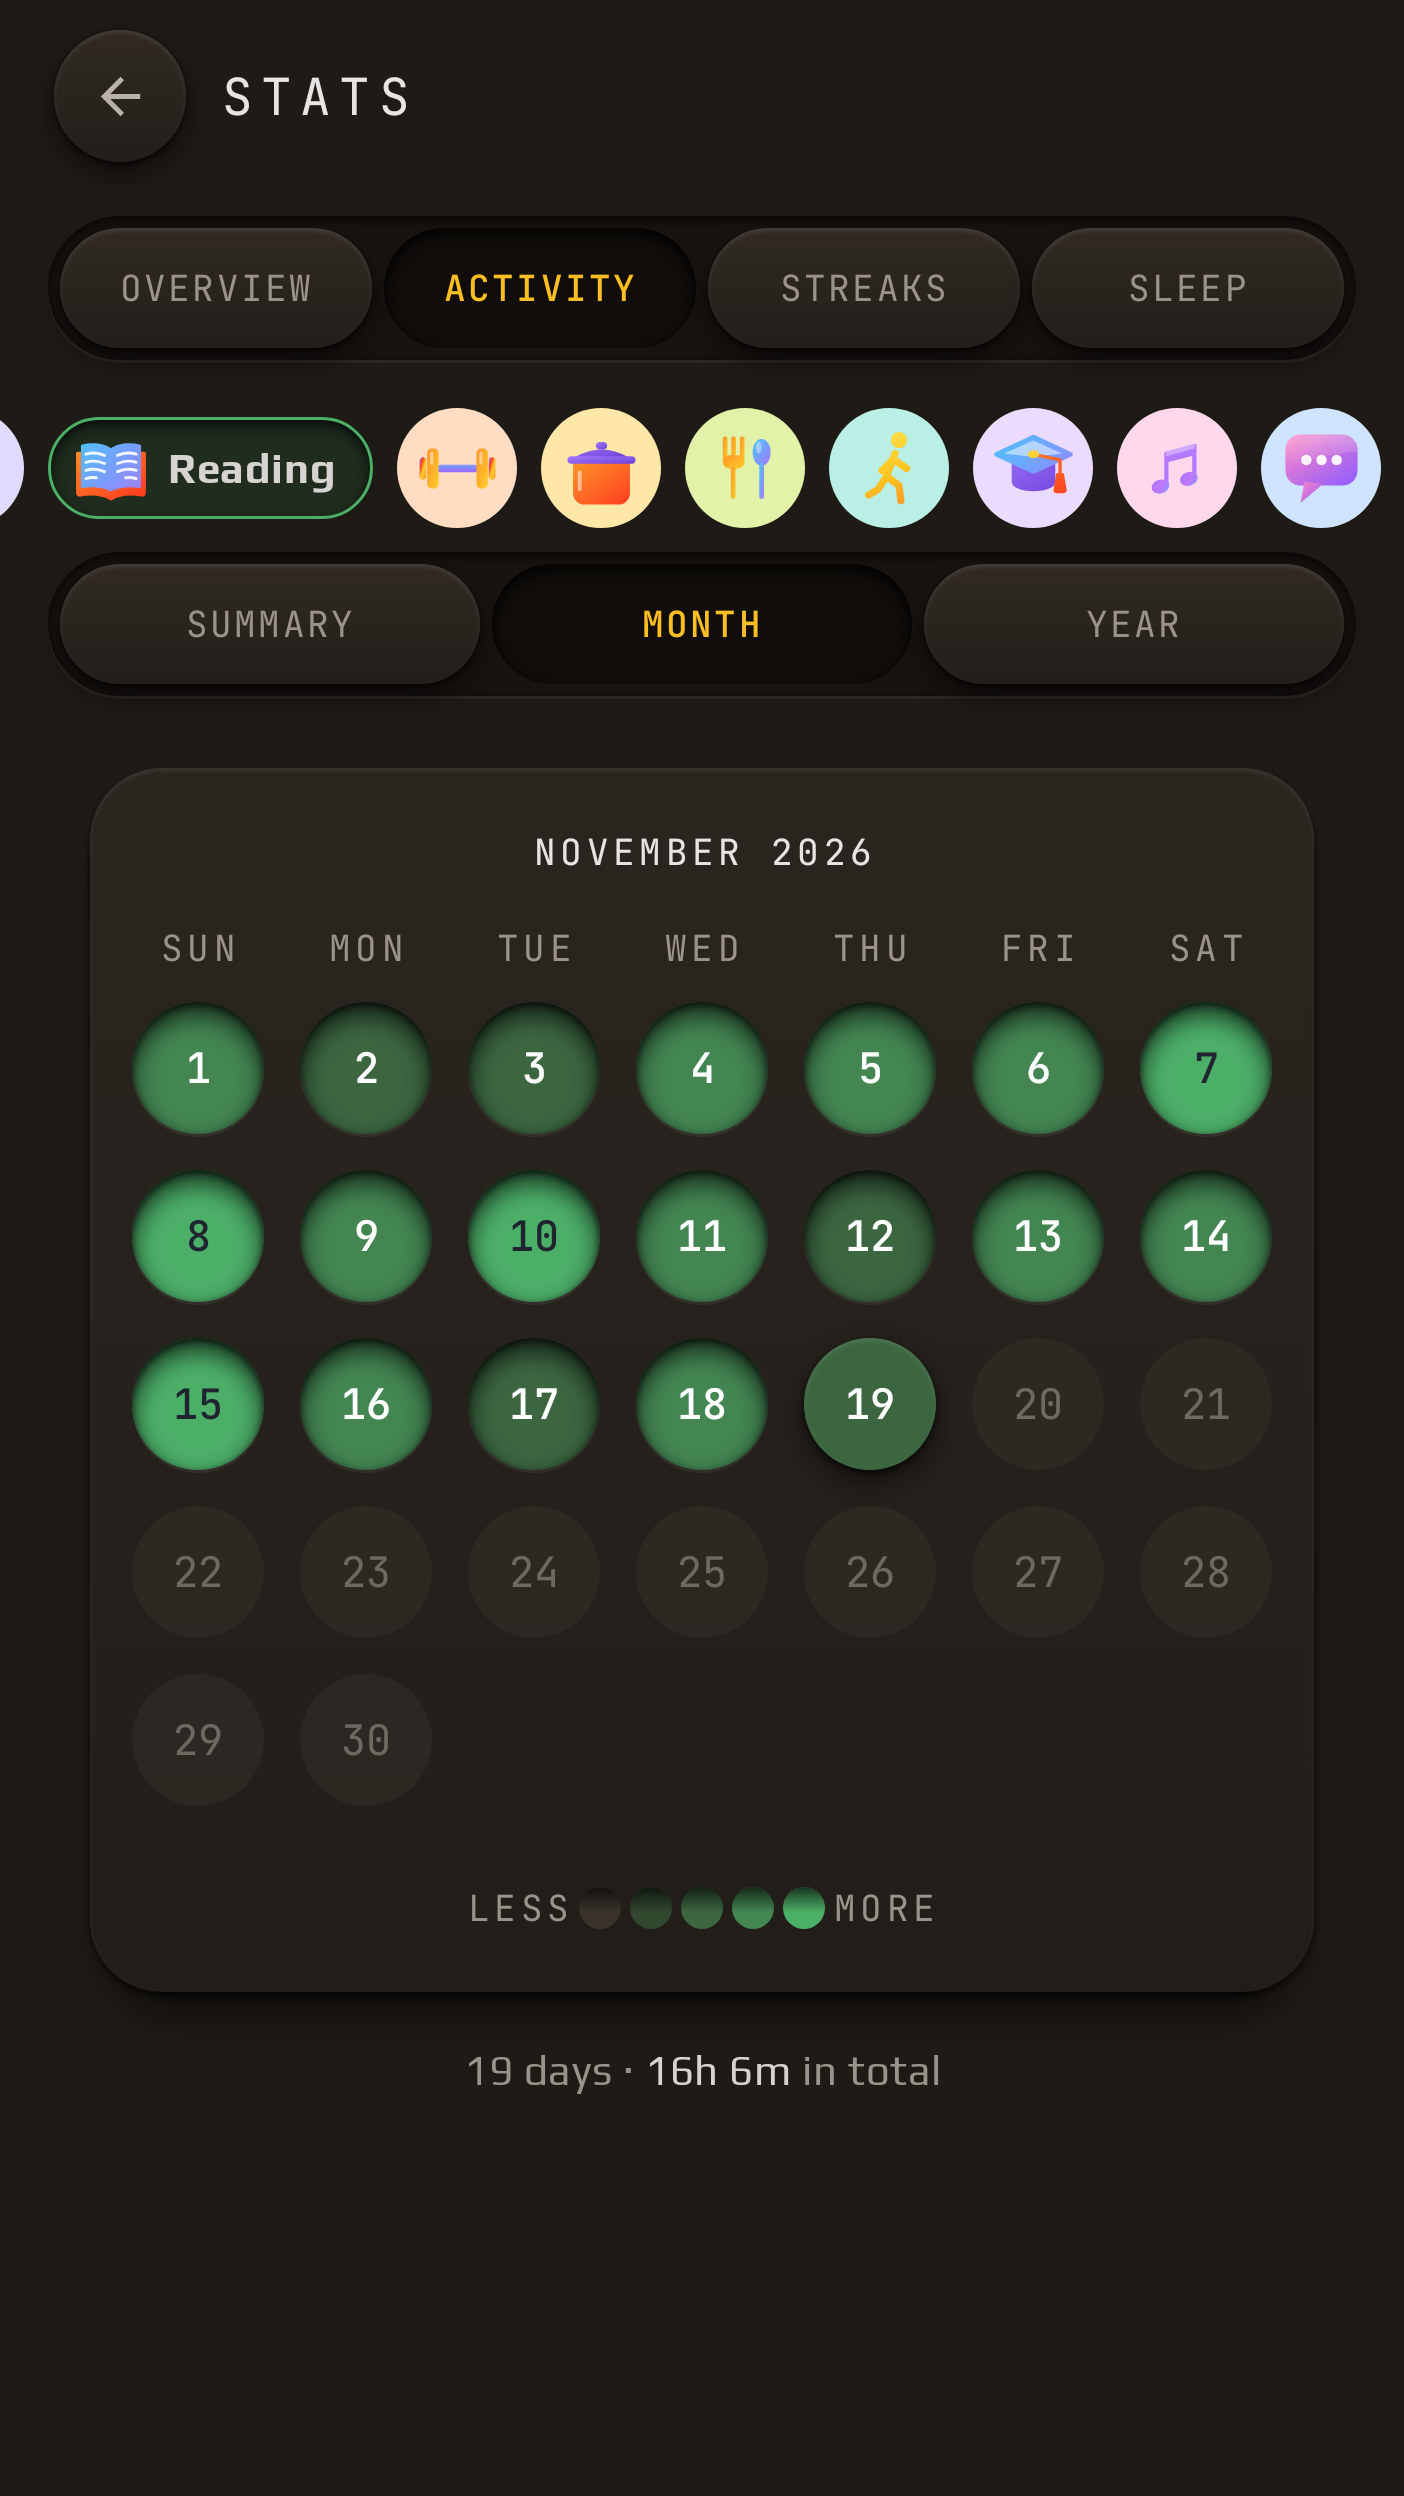 STATS
OVERVIEW ACTIVITY STREAKS SLEEP
Reading
SUMMARY MONTH YEAR
NOVEMBER 2026
SUN MON TUE WED THU FRI SAT
1 2 3 4 5 6 7
8 9 10 11 12 13 14
15 16 17 18 19 20 21
22 23 24 25 26 27 28
29 30
LESS MORE
19 days · 16h 6m in total